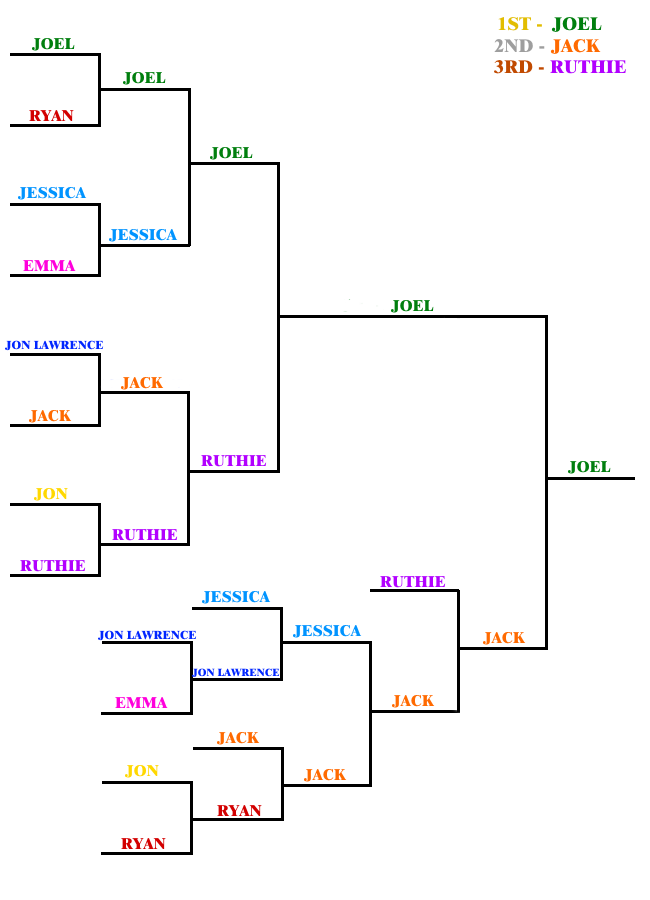 1ST - JOEL
2ND - JACK
3RD - RUTHIE
JOEL
JOEL
RYAN
JOEL
JESSICA
JESSICA
EMMA
JOEL
JON LAWRENCE
JACK
JACK
RUTHIE
JOEL
JON
RUTHIE
RUTHIE
RUTHIE
JESSICA
JON LAWRENCE
JESSICA
JACK
JON LAWRENCE
EMMA
JACK
JACK
JON
JACK
RYAN
RYAN